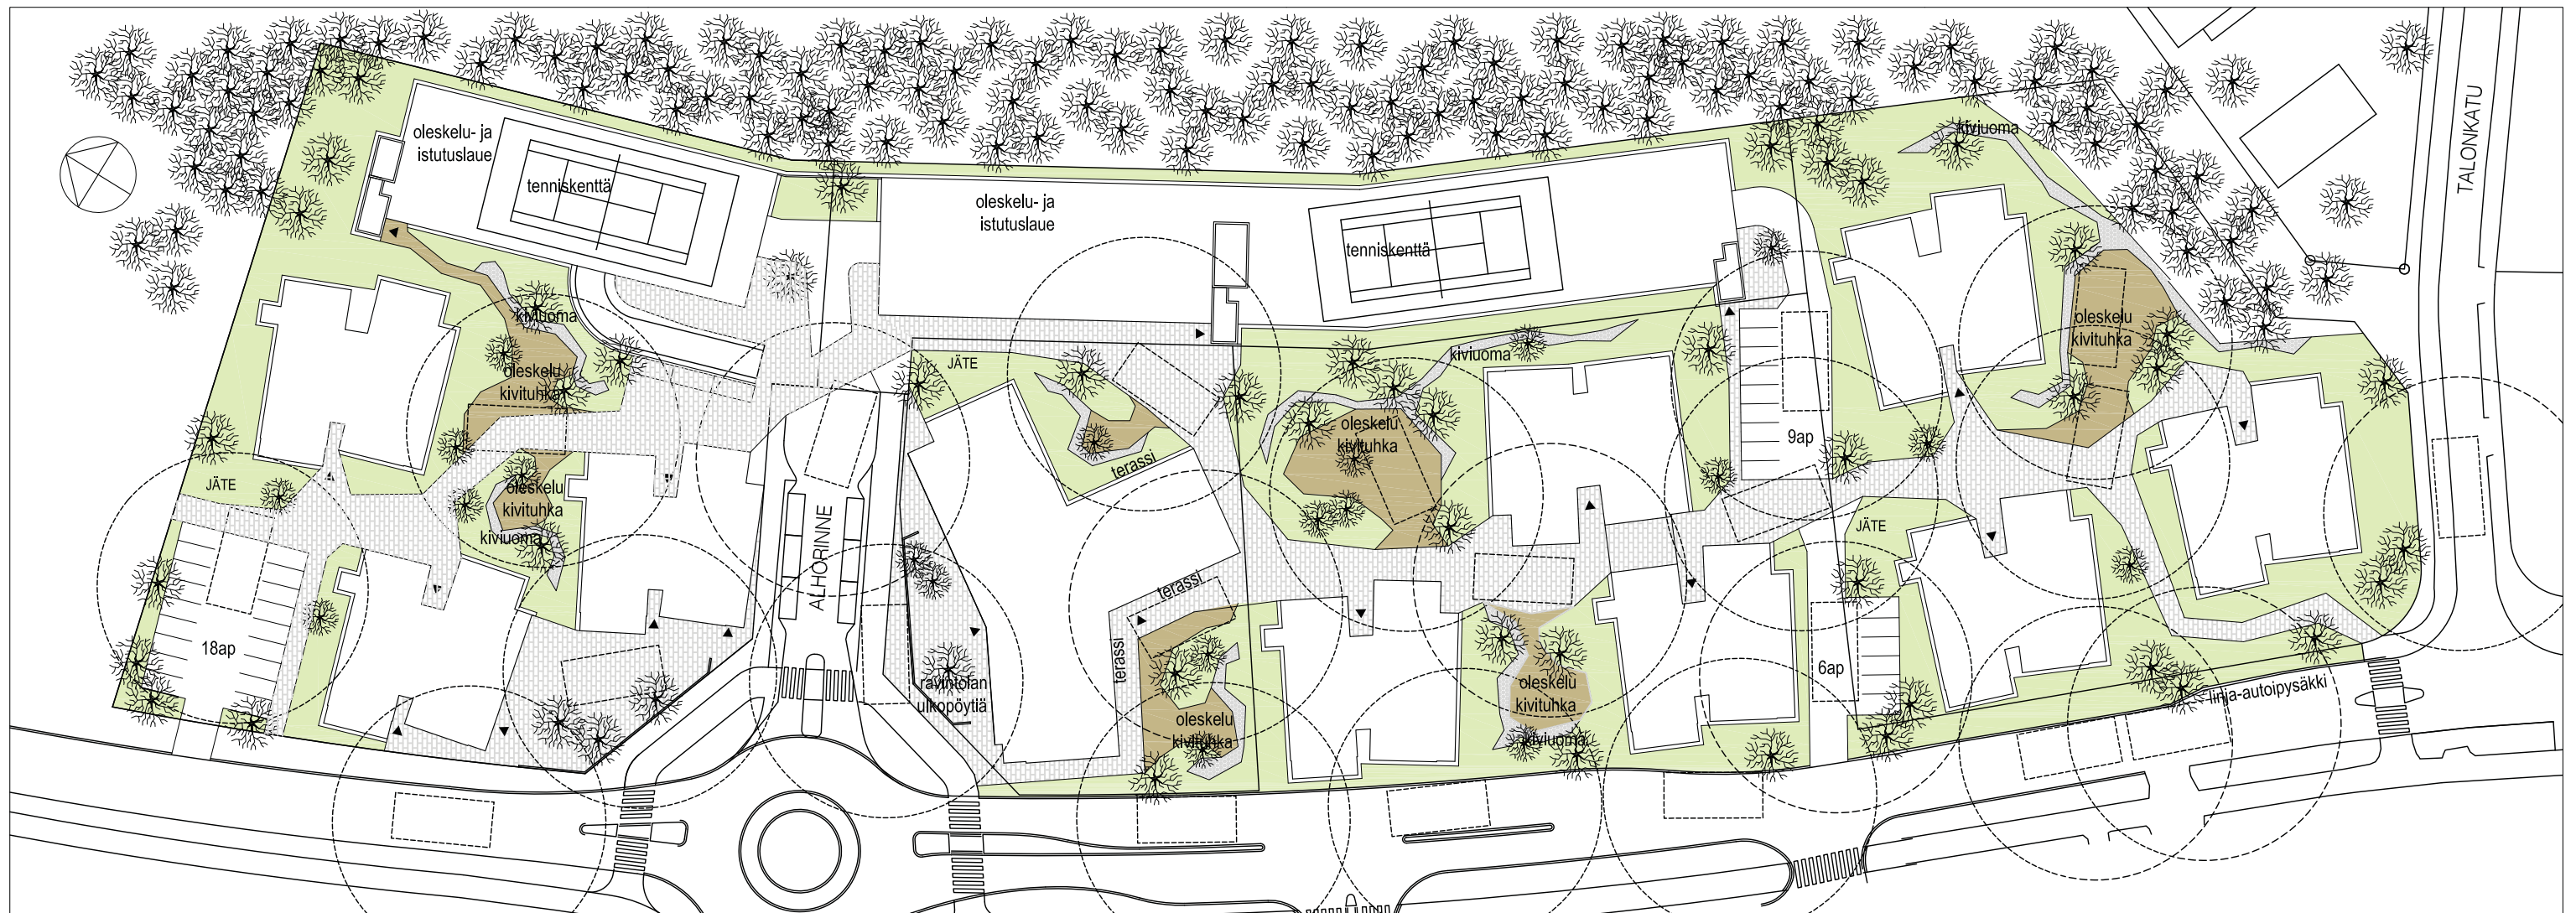 oleskelu- ja
istutuslaue
tenniskenttä
oleskelu- ja
istutuslaue
tenniskenttä
kiviuoma
TALONKATU
kiviuoma
oleskelu
kivituhka
JÄTE
kiviuoma
oleskelu
kivituhka
oleskelu
kivituhka
9ap
terassi
JÄTE
oleskelu
kivituhka
kiviuoma
ALHORINNE
JÄTE
terassi
18ap
terassi
6ap
ravintolan
ulkopöytiä
oleskelu
kivituhka
linja-autopysäkki
oleskelu
kivituhka
kiviuoma